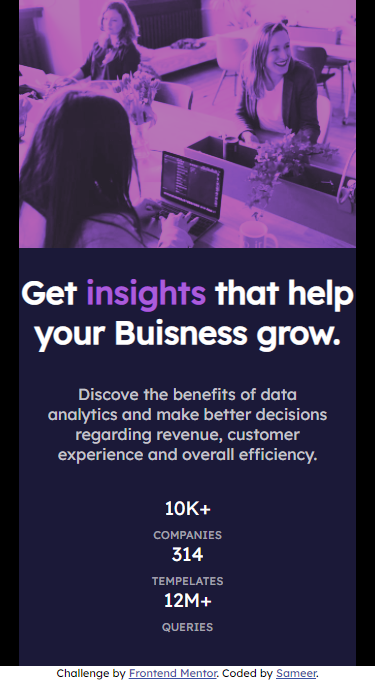 Get insights that help
your Buisness grow.
Discove the benefits of data
analytics and make better decisions
regarding revenue, customer
experience and overall efficiency.
10K+
COMPANIES
314
TEMPELATES
12M+
QUERIES
Challenge by Frontend Mentor. Coded by Sameer.